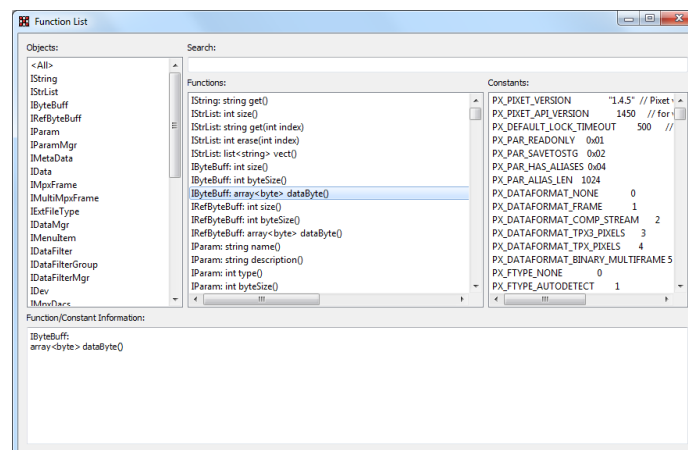 Function List
Objects:
<All>
IString
IStrList
IByteBuff
IRefByteBuff
IParam
IParamMgr
IMetaData
IData
IMpxFrame
IMultiMpxFrame
IExtFileType
IDataMgr
IMenuItem
IDataFilter
IDataFilterGroup
IDataFilterMgr
IDev
IMpxDacs
Search:
Functions:
IString: string get()
IStrList: int size()
IStrList: string get(int index)
IStrList: int erase(int index)
IStrList: list<string> vect()
IByteBuff: int size()
IByteBuff: int byteSize()
IByteBuff: array<byte> dataByte()
IRefByteBuff: int size()
IRefByteBuff: int byteSize()
IRefByteBuff: array<byte> dataByte()
IParam: string name()
IParam: string description()
IParam: int type()
IParam: int byteSize()
Constants:
PX_PIXET_VERSION "1.4.5" // Pixet
PX_PIXET_API_VERSION 1450 // for
PX_DEFAULT_LOCK_TIMEOUT 500 //
PX_PAR_READONLY 0x01
PX_PAR_SAVETOSTG 0x02
PX_PAR_HAS_ALIASES 0x04
PX_PAR_ALIAS_LEN 1024
PX_DATAFORMAT_NONE 0
PX_DATAFORMAT_FRAME 1
PX_DATAFORMAT_COMP_STREAM 2
PX_DATAFORMAT_TPX3_PIXELS 3
PX_DATAFORMAT_TPX_PIXELS 4
PX_DATAFORMAT_BINARY_MULTIFRAME 5
PX_FTYPE_NONE 0
PX_FTYPE_AUTODETECT 1
Function/Constant Information:
IByteBuff:
array<byte> dataByte()